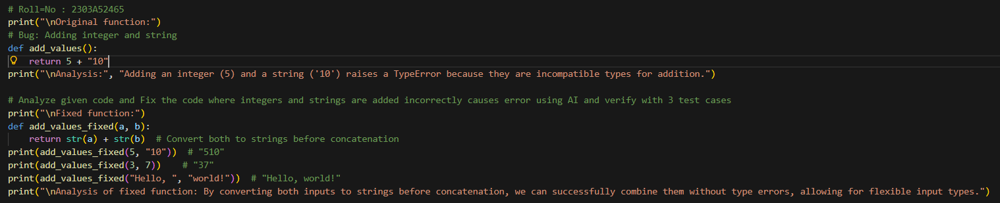 # Roll=No : 2303A52465
print("\nOriginal function:")
# Bug: Adding integer and string
def add_values():
    return 5 + "10"
print("\nAnalysis:", "Adding an integer (5) and a string ('10') raises a TypeError because they are incompatible types for addition.")

# Analyze given code and Fix the code where integers and strings are added incorrectly causes error using AI and verify with 3 test cases
print("\nFixed function:")
def add_values_fixed(a, b):
    return str(a) + str(b)  # Convert both to strings before concatenation
print(add_values_fixed(5, "10"))  # "510"
print(add_values_fixed(3, 7))    # "37"
print(add_values_fixed("Hello, ", "world!"))  # "Hello, world!"
print("\nAnalysis of fixed function: By converting both inputs to strings before concatenation, we can successfully combine them without type errors, allowing for flexible input types.")